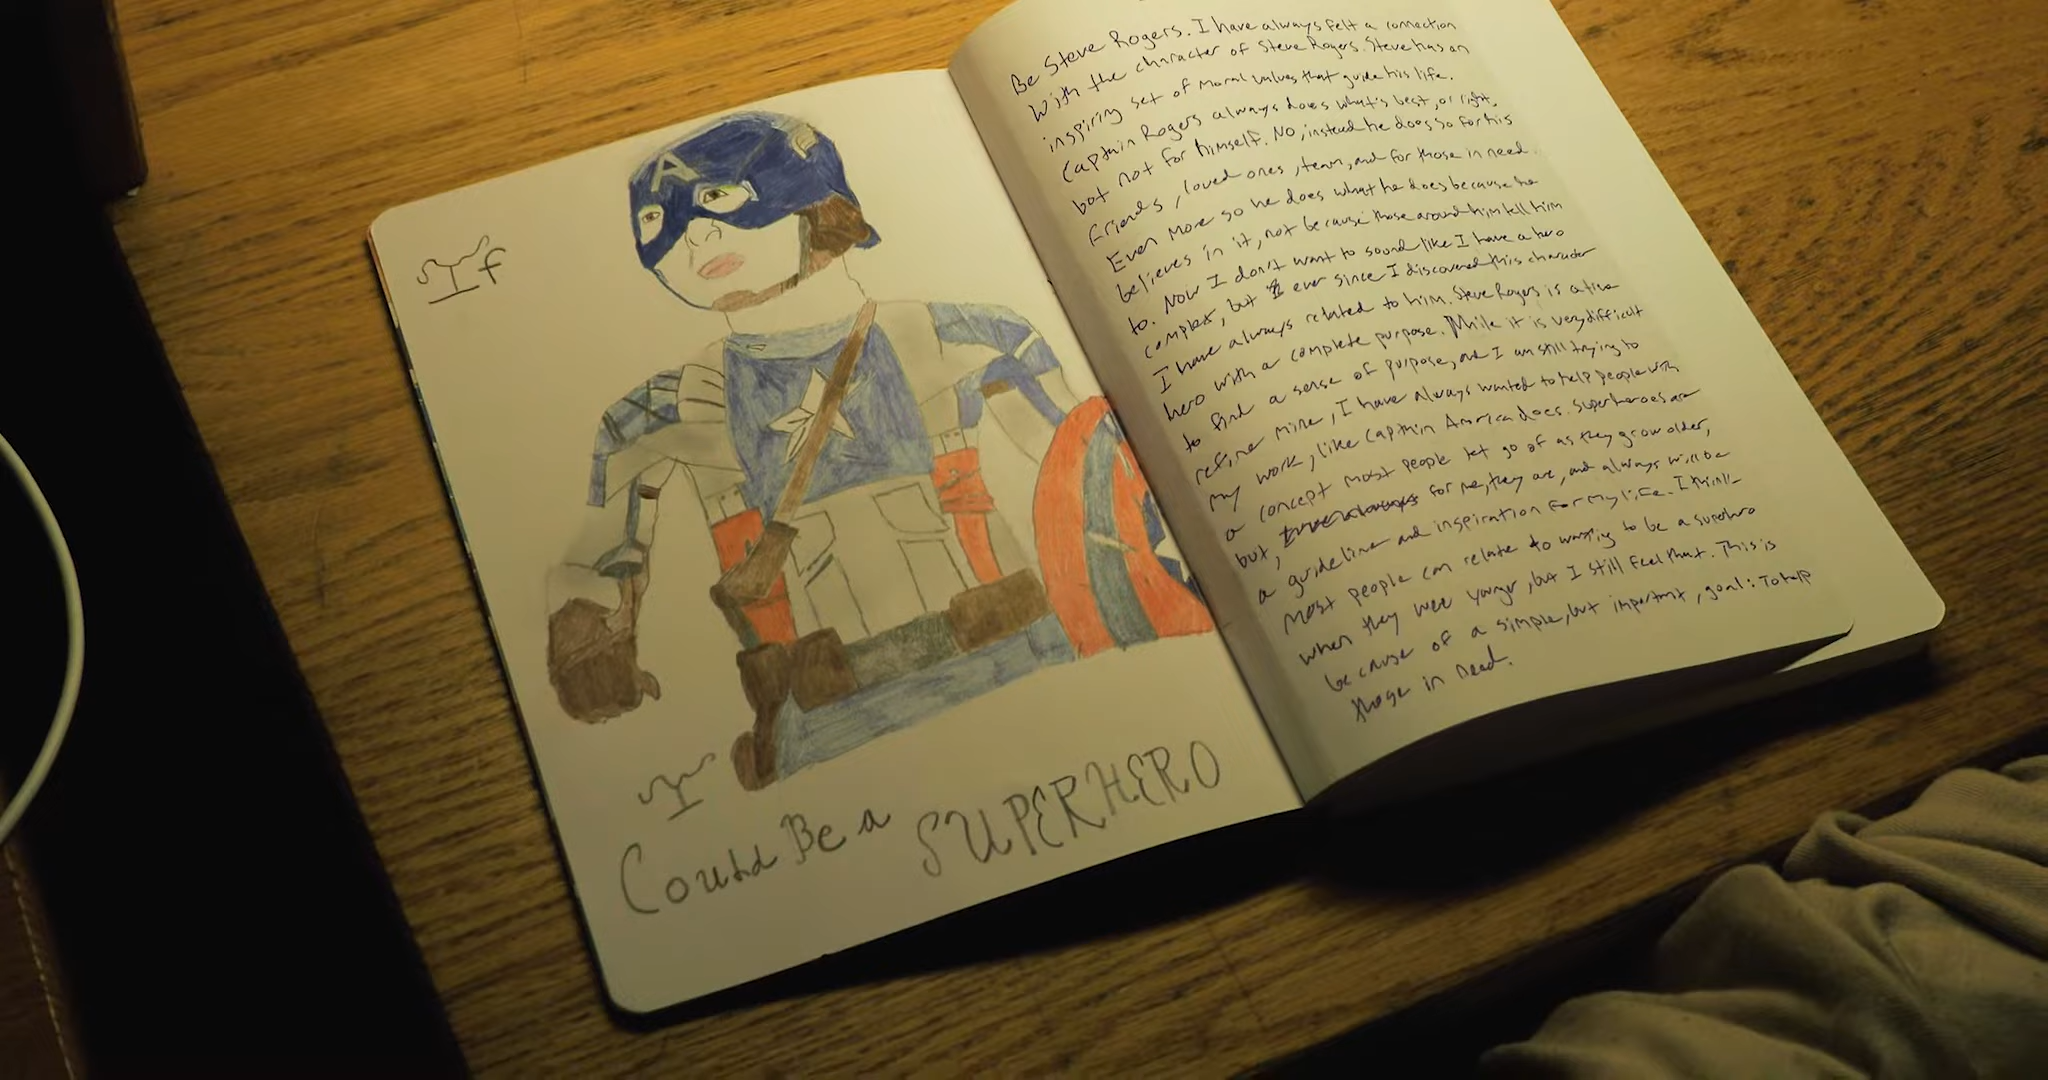 If
I
Could Be a SUPERHERO
Be Steve Rogers. I have always felt a connection
with the character of Steve Rogers. Steve has an
inspiring set of moral values that guide his life.
Captain Rogers always does what's best, or right,
but not for himself. No, instead he does so for his
friends, loved ones, team, and for those in need.
Even more so he does what he does because he
believes in it, not because those around him tell him
to. Now I don't want to sound like I have a hero
complex, but ever since I discovered this character
I have always related to him. Steve Rogers is a true
hero with a complete purpose. While it is very difficult
to find a sense of purpose, and I am still trying to
refine mine, I have always wanted to help people with
my work, like Captain America does. Superheroes are
a concept most people let go of as they grow older,
but, for me, they are, and always will be
a guideline and inspiration for my life. I think
most people can relate to wanting to be a superhero
when they were younger, but I still feel that. This is
because of a simple, but important, goal: To help
those in need.
A